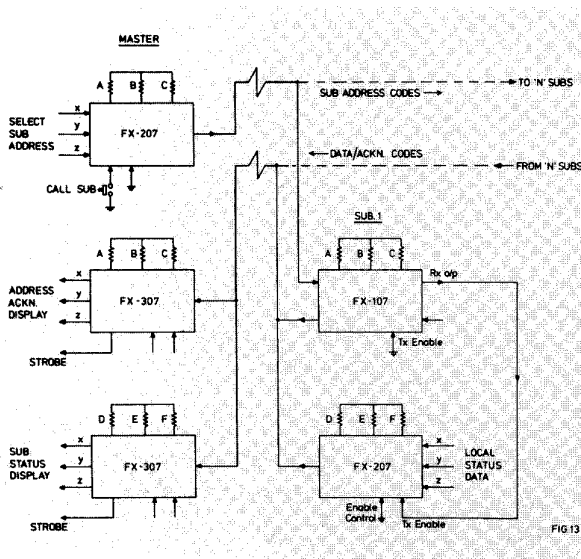 MASTER
A B C
x
SELECT SUB ADDRESS
y
z
FX-207
CALL SUB
SUB ADDRESS CODES
TO 'N' SUBS
DATA/ACKN. CODES
FROM 'N' SUBS
SUB. 1
A B C
x
ADDRESS ACKN. DISPLAY
y
z
FX-307
STROBE
A B C
Rx o/p
FX-107
Tx Enable
D E F
x
SUB STATUS DISPLAY
y
z
FX-307
STROBE
D E F
x
FX-207
y
z
LOCAL STATUS DATA
Enable Control
Tx Enable
FIG 13